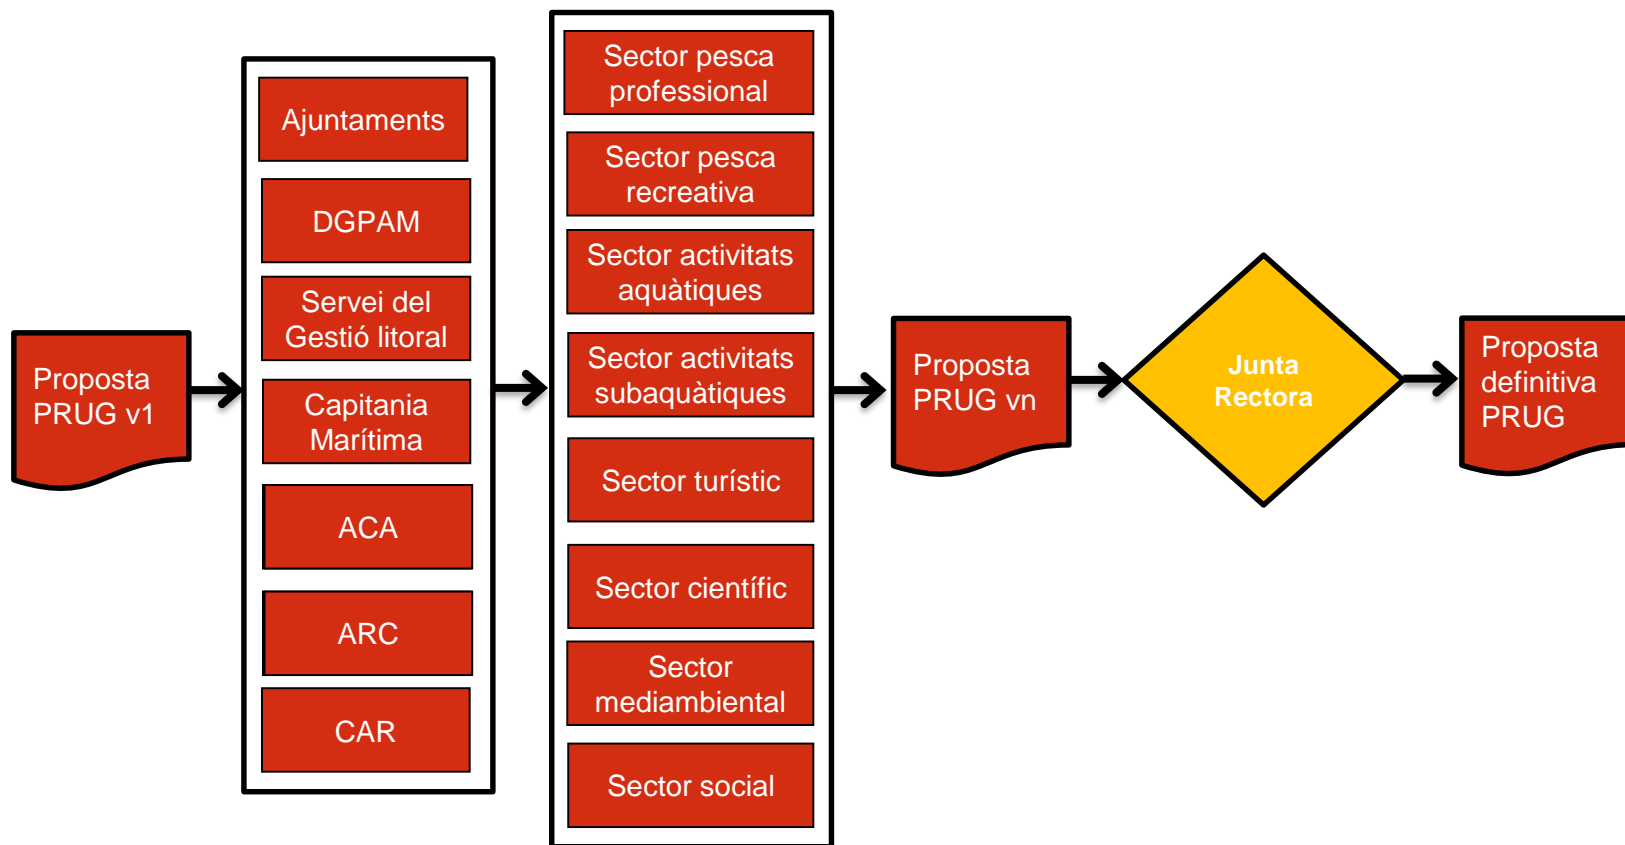 Proposta
PRUG v1
Ajuntaments
DGPAM
Servei del
Gestió litoral
Capitania
Marítima
ACA
ARC
CAR
Sector pesca
professional
Sector pesca
recreativa
Sector activitats
aquàtiques
Sector activitats
subaquàtiques
Sector turístic
Sector científic
Sector
mediambiental
Sector social
Proposta
PRUG vn
Junta
Rectora
Proposta
definitiva
PRUG